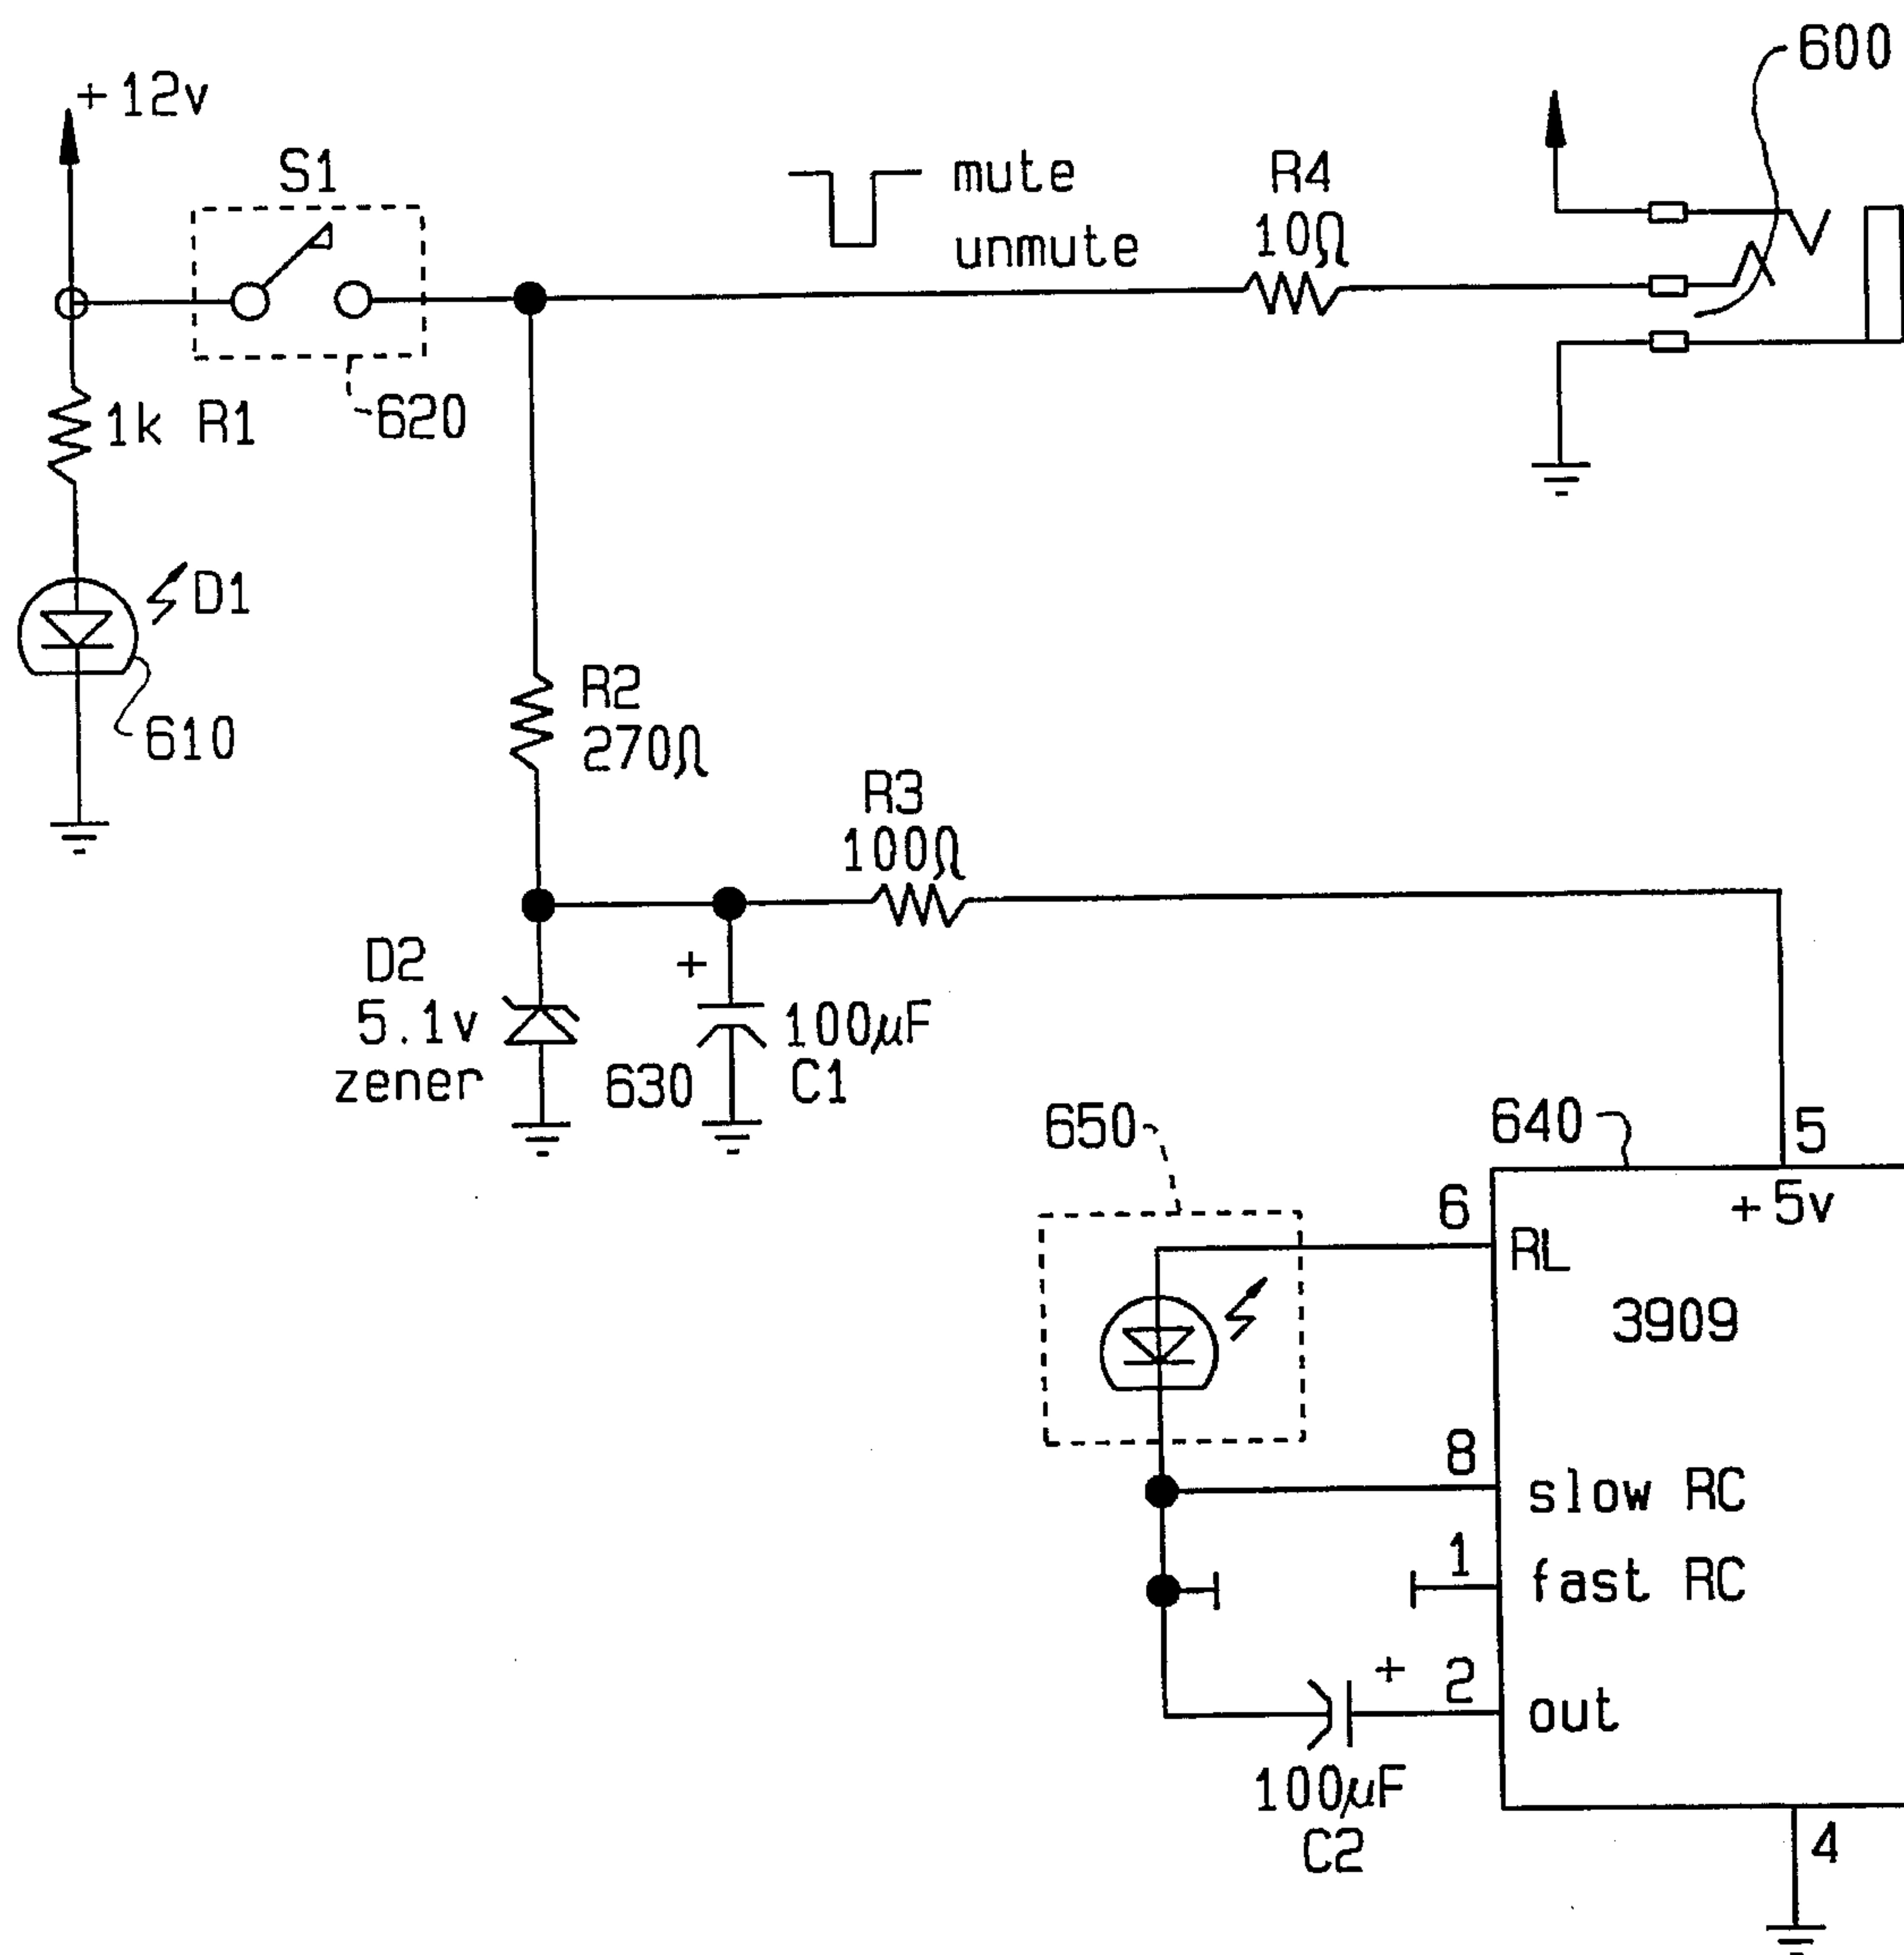 600
+12v
S1
mute
unmute
R4
10Ω
620
1k R1
D1
610
R2
270Ω
R3
100Ω
D2
5.1v
zener
+
100μF
C1
630
650
640
5
+5v
6
RL
3909
8
slow RC
1
fast RC
+
2
out
100μF
C2
4